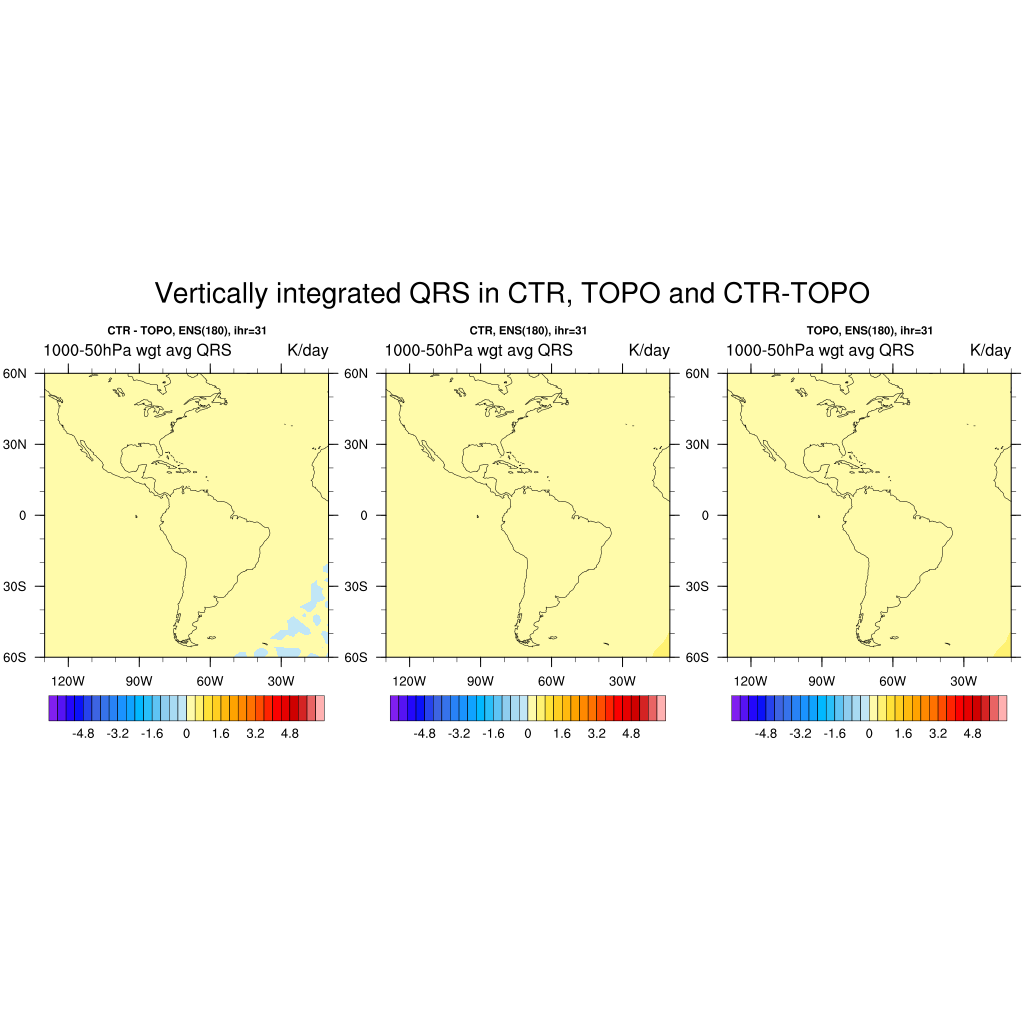 Vertically integrated QRS in CTR, TOPO and CTR-TOPO
CTR - TOPO, ENS(180), ihr=31
1000-50hPa wgt avg QRS K/day
60N
30N
0
30S
60S
120W 90W 60W 30W
-4.8 -3.2 -1.6 0 1.6 3.2 4.8
CTR, ENS(180), ihr=31
1000-50hPa wgt avg QRS K/day
60N
30N
0
30S
60S
120W 90W 60W 30W
-4.8 -3.2 -1.6 0 1.6 3.2 4.8
TOPO, ENS(180), ihr=31
1000-50hPa wgt avg QRS K/day
60N
30N
0
30S
60S
120W 90W 60W 30W
-4.8 -3.2 -1.6 0 1.6 3.2 4.8